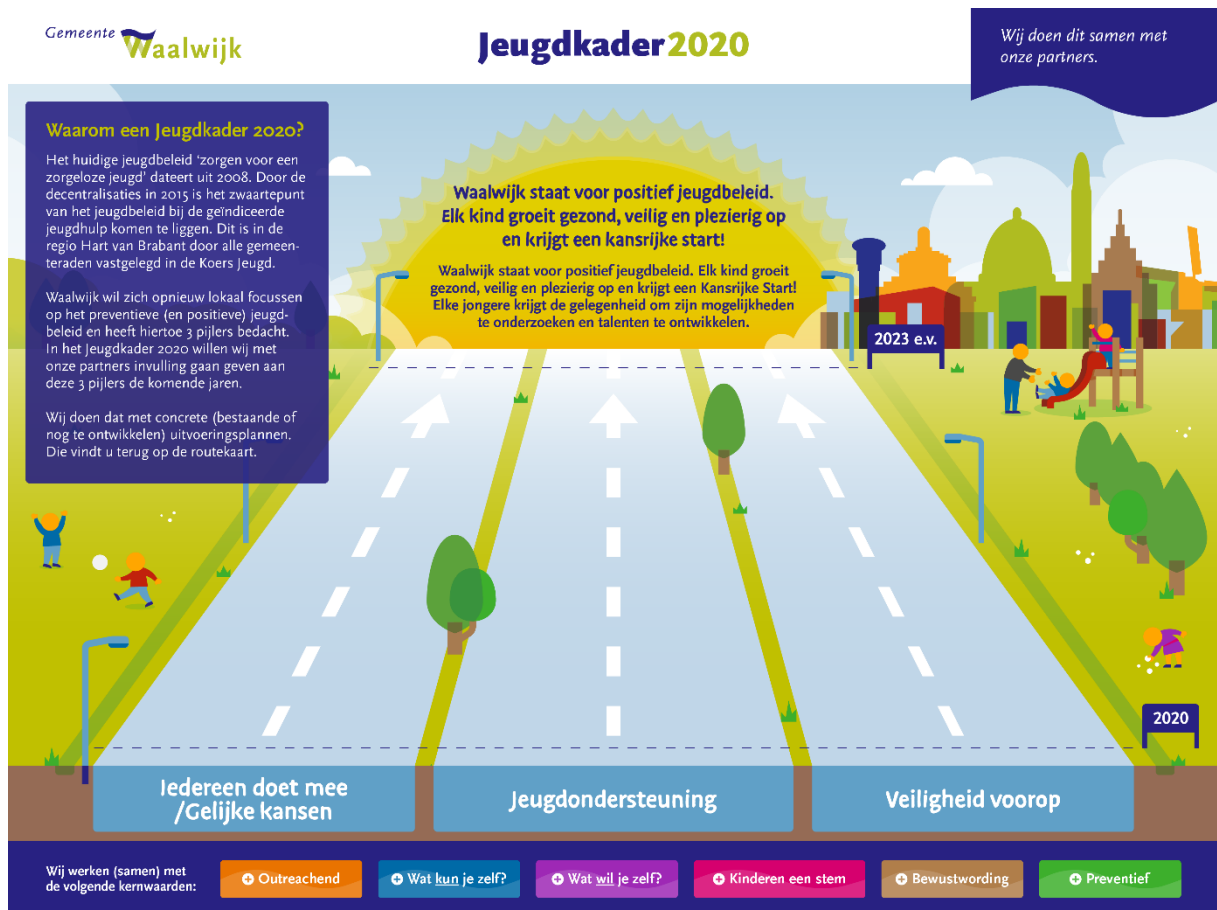 Gemeente
Waalwijk
Jeugdkader 2020
Wij doen dit samen met
onze partners.
Waarom een Jeugdkader 2020?
Het huidige jeugdbeleid ‘zorgen voor een
zorgeloze jeugd’ dateert uit 2008. Door de
decentralisaties in 2015 is het zwaartepunt
van het jeugdbeleid bij de geïndiceerde
jeugdhulp komen te liggen. Dit is in de
regio Hart van Brabant door alle gemeen-
teraden vastgelegd in de Koers Jeugd.
Waalwijk wil zich opnieuw lokaal focussen
op het preventieve (en positieve) jeugd-
beleid en heeft hiertoe 3 pijlers bedacht.
In het Jeugdkader 2020 willen wij met
onze partners invulling gaan geven aan
deze 3 pijlers de komende jaren.
Wij doen dat met concrete (bestaande of
nog te ontwikkelen) uitvoeringsplannen.
Die vindt u terug op de routekaart.
Waalwijk staat voor positief jeugdbeleid.
Elk kind groeit gezond, veilig en plezierig op
en krijgt een kansrijke start!
Waalwijk staat voor positief jeugdbeleid. Elk kind groeit
gezond, veilig en plezierig op en krijgt een Kansrijke Start!
Elke jongere krijgt de gelegenheid om zijn mogelijkheden
te onderzoeken en talenten te ontwikkelen.
2023 e.v.
2020
Iedereen doet mee
/Gelijke kansen
Jeugdondersteuning
Veiligheid voorop
Wij werken (samen) met
de volgende kernwaarden:
Outreachend
Wat kun je zelf?
Wat wil je zelf?
Kinderen een stem
Bewustwording
Preventief